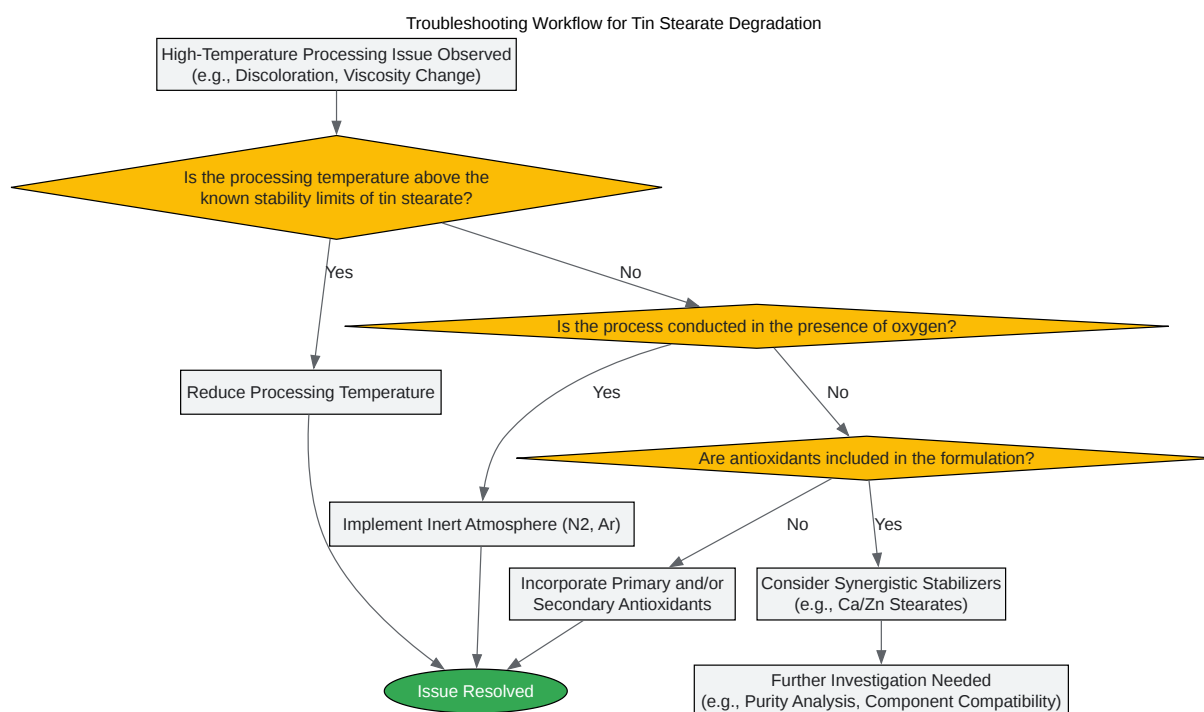 Troubleshooting Workflow for Tin Stearate Degradation
High-Temperature Processing Issue Observed
(e.g., Discoloration, Viscosity Change)
Is the processing temperature above the
known stability limits of tin stearate?
Yes
No
Is the process conducted in the presence of oxygen?
Reduce Processing Temperature
Yes
No
Are antioxidants included in the formulation?
Implement Inert Atmosphere (N2, Ar)
No
Yes
Incorporate Primary and/or
Secondary Antioxidants
Consider Synergistic Stabilizers
(e.g., Ca/Zn Stearates)
Issue Resolved
Further Investigation Needed
(e.g., Purity Analysis, Component Compatibility)